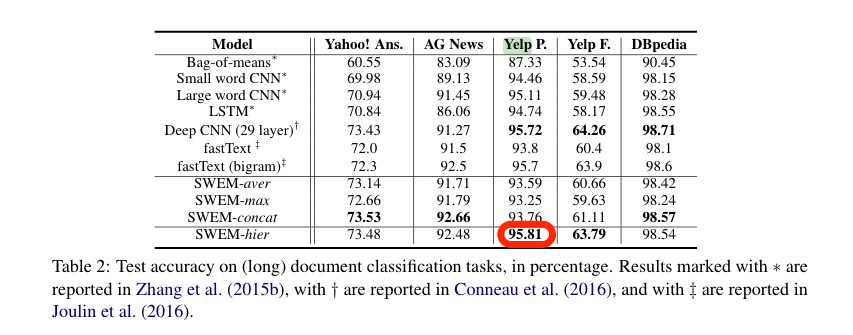 Model Yahoo! Ans. AG News Yelp P. Yelp F. DBpedia
Bag-of-means* 60.55 83.09 87.33 53.54 90.45
Small word CNN* 69.98 89.13 94.46 58.59 98.15
Large word CNN* 70.94 91.45 95.11 59.48 98.28
LSTM* 70.84 86.06 94.74 58.17 98.55
Deep CNN (29 layer)† 73.43 91.27 95.72 64.26 98.71
fastText ‡ 72.0 91.5 93.8 60.4 98.1
fastText (bigram)‡ 72.3 92.5 95.7 63.9 98.6
SWEM-aver 73.14 91.71 93.59 60.66 98.42
SWEM-max 72.66 91.79 93.25 59.63 98.24
SWEM-concat 73.53 92.66 93.76 61.11 98.57
SWEM-hier 73.48 92.48 95.81 63.79 98.54
Table 2: Test accuracy on (long) document classification tasks, in percentage. Results marked with ∗ are
reported in Zhang et al. (2015b), with † are reported in Conneau et al. (2016), and with ‡ are reported in
Joulin et al. (2016).